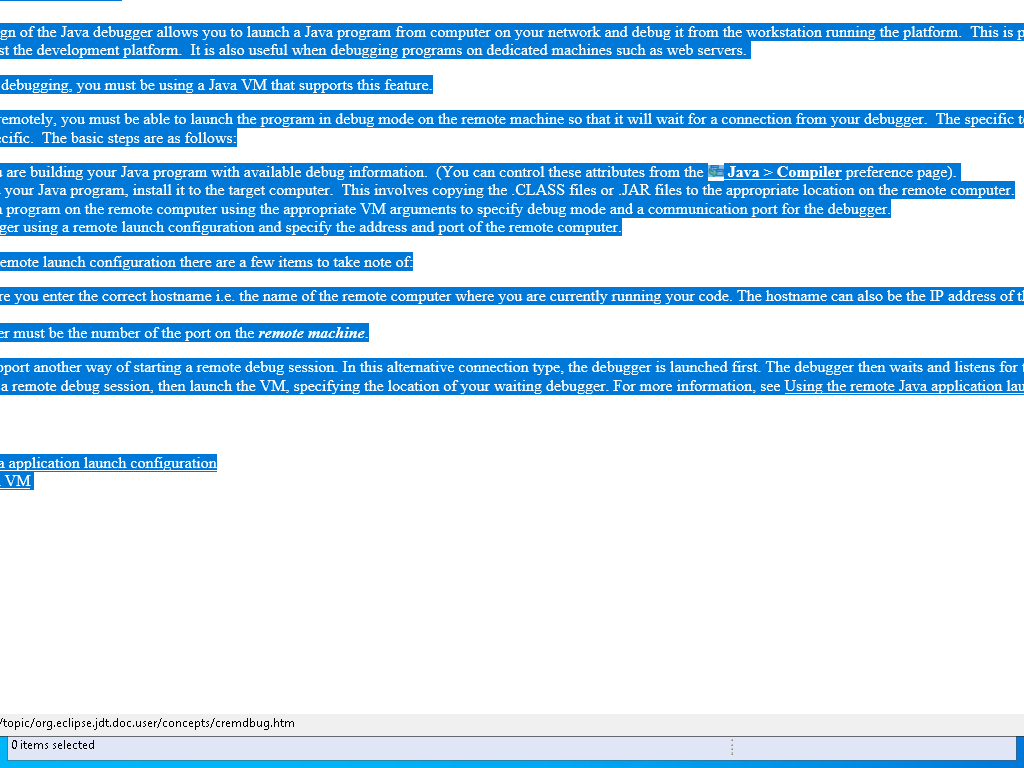 gn of the Java debugger allows you to launch a Java program from computer on your network and debug it from the workstation running the platform.  This is p
st the development platform.  It is also useful when debugging programs on dedicated machines such as web servers.
debugging, you must be using a Java VM that supports this feature.
remotely, you must be able to launch the program in debug mode on the remote machine so that it will wait for a connection from your debugger.  The specific te
ecific.  The basic steps are as follows:
u are building your Java program with available debug information.  (You can control these attributes from the Java > Compiler preference page).
your Java program, install it to the target computer.  This involves copying the .CLASS files or .JAR files to the appropriate location on the remote computer.
program on the remote computer using the appropriate VM arguments to specify debug mode and a communication port for the debugger.
ger using a remote launch configuration and specify the address and port of the remote computer.
emote launch configuration there are a few items to take note of:
re you enter the correct hostname i.e. the name of the remote computer where you are currently running your code. The hostname can also be the IP address of th
er must be the number of the port on the remote machine.
pport another way of starting a remote debug session. In this alternative connection type, the debugger is launched first. The debugger then waits and listens for
a remote debug session, then launch the VM, specifying the location of your waiting debugger. For more information, see Using the remote Java application lau
a application launch configuration
VM
/topic/org.eclipse.jdt.doc.user/concepts/cremdbug.htm
0 items selected